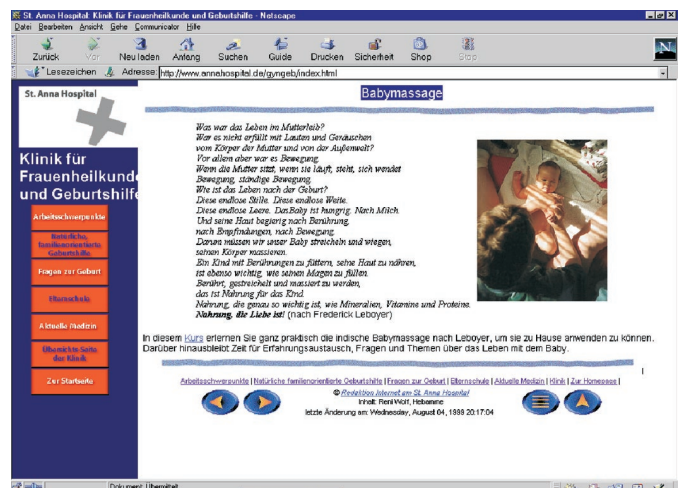 St. Anna Hospital: Klinik für Frauenheilkunde und Geburtshilfe - Netscape
Datei Bearbeiten Ansicht Gehe Communicator Hilfe
Zurück Vor Neu laden Anfang Suchen Guide Drucken Sicherheit Shop Stop
Lesezeichen Adresse: http://www.annahospital.de/gyngeb/index.html
St. Anna Hospital
Klinik für
Frauenheilkunde
und Geburtshilfe
Arbeitsschwerpunkte
Natürliche,
familienorientierte
Geburtshilfe
Fragen zur Geburt
Elternschule
Aktuelle Medizin
Übersichts-Seite
der Klinik
Zur Startseite
Babymassage
Was war das Leben im Mutterleib?
War es nicht erfüllt mit Lauten und Geräuschen
vom Körper der Mutter und von der Außenwelt?
Vor allem aber war es Bewegung.
Wenn die Mutter sitzt, wenn sie läuft, steht, sich wendet
Bewegung, ständige Bewegung.
Wie ist das Leben nach der Geburt?
Diese endlose Stille. Diese endlose Weite.
Diese endlose Leere. DasBaby ist hungrig. Nach Milch.
Und seine Haut begierig nach Berührung,
nach Empfindungen, nach Bewegung.
Darum müssen wir unser Baby streicheln und wiegen,
seinen Körper massieren.
Ein Kind mit Berührungen zu füttern, seine Haut zu nähren,
ist ebenso wichtig, wie seinen Magen zu füllen.
Berührt, gestreichelt und massiert zu werden,
das ist Nahrung für das Kind.
Nahrung, die genau so wichtig ist, wie Mineralien, Vitamine und Proteine.
Nahrung, die Liebe ist! (nach Frederick Leboyer)
In diesem Kurs erlernen Sie ganz praktisch die indische Babymassage nach Leboyer, um sie zu Hause anwenden zu können.
Darüber hinausbleibt Zeit für Erfahrungsaustausch, Fragen und Themen über das Leben mit dem Baby.
Arbeitsschwerpunkte | Natürliche familienorientierte Geburtshilfe | Fragen zur Geburt | Elternschule | Aktuelle Medizin | Klinik | Zur Homepage |
© Redaktion Internet am St. Anna Hospital
Inhalt: Reni Wolf, Hebamme
letzte Änderung am: Wednesday, August 04, 1999 20:17:04
Dokument: Übermittelt